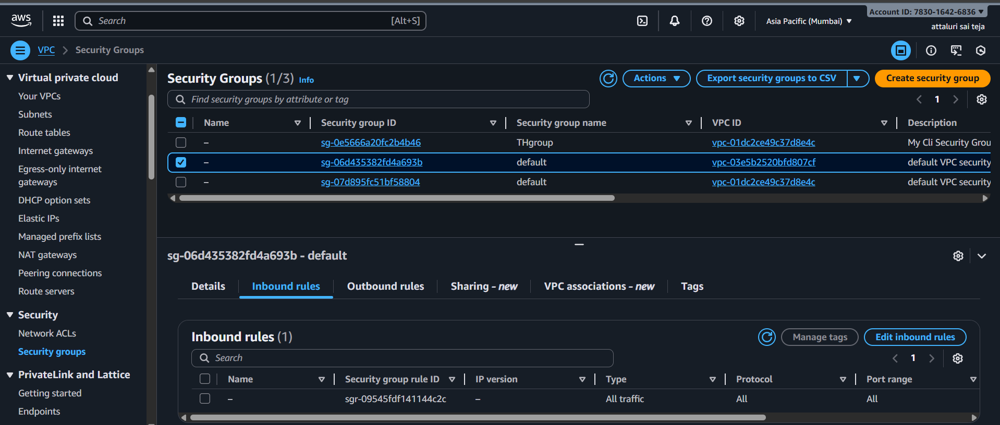 aws
Search [Alt+S]
Asia Pacific (Mumbai)
Account ID: 7830-1642-6836
attaluri sai teja
VPC > Security Groups
Virtual private cloud
Your VPCs
Subnets
Route tables
Internet gateways
Egress-only internet
gateways
DHCP option sets
Elastic IPs
Managed prefix lists
NAT gateways
Peering connections
Route servers
Security
Network ACLs
Security groups
PrivateLink and Lattice
Getting started
Endpoints
Security Groups (1/3) Info
Actions
Export security groups to CSV
Create security group
Find security groups by attribute or tag
1
Name Security group ID Security group name VPC ID Description
– sg-0e5666a20fc2b4b46 THgroup vpc-01dc2ce49c37d8e4c My Cli Security Grou
– sg-06d435382fd4a693b default vpc-03e5b2520bfd807cf default VPC security
– sg-07d895fc51bf58804 default vpc-01dc2ce49c37d8e4c default VPC security
sg-06d435382fd4a693b - default
Details Inbound rules Outbound rules Sharing - new VPC associations - new Tags
Inbound rules (1)
Manage tags
Edit inbound rules
Search
1
Name Security group rule ID IP version Type Protocol Port range
– sgr-09545fdf141144c2c – All traffic All All